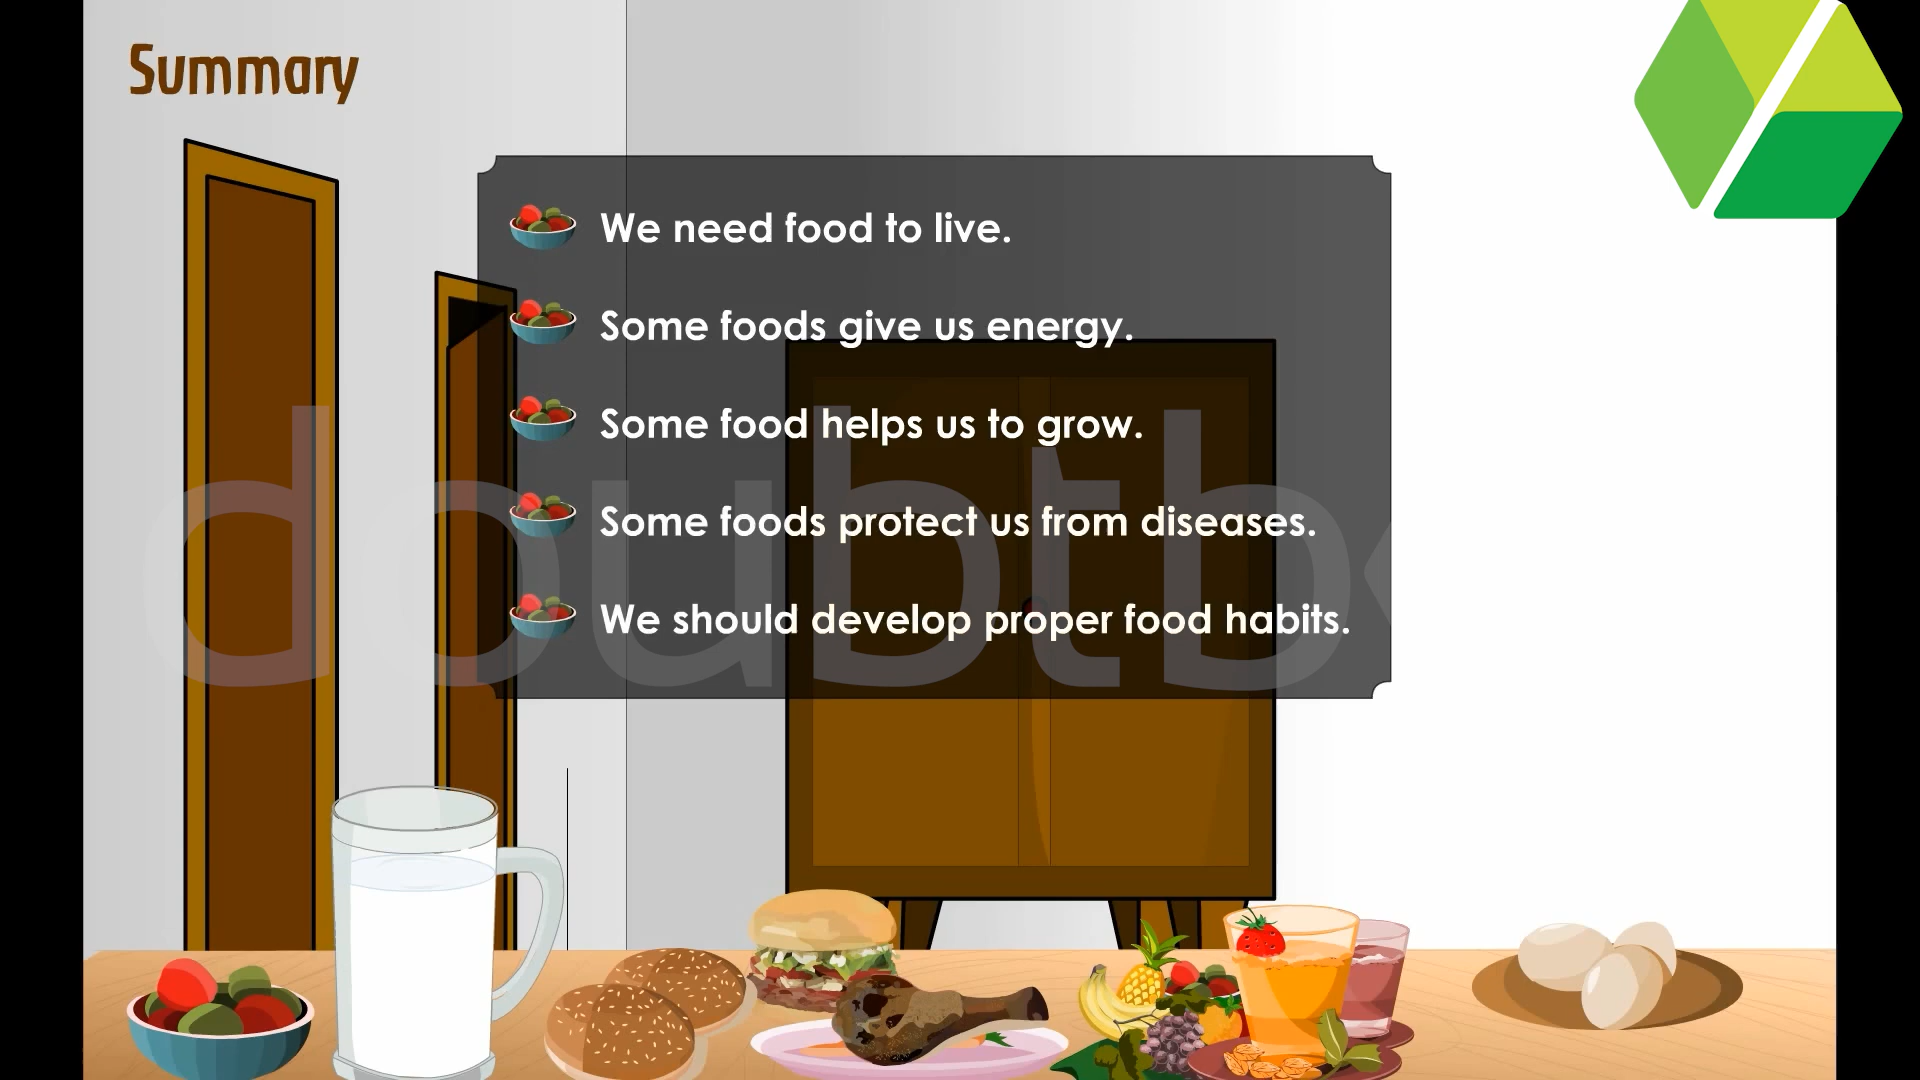 Summary
We need food to live.
Some foods give us energy.
Some food helps us to grow.
Some foods protect us from diseases.
We should develop proper food habits.
doubtb